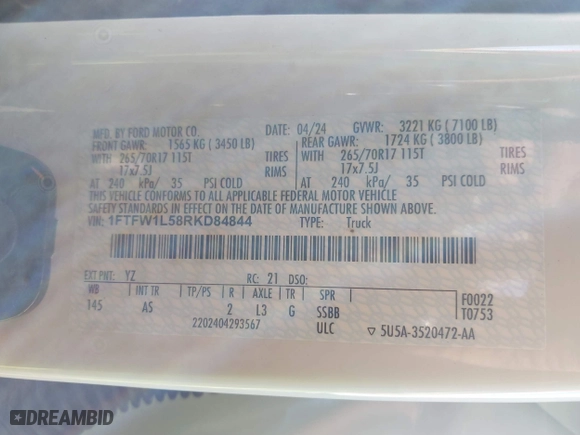 MFD. BY FORD MOTOR CO. DATE: 04/24 GVWR: 3221 KG ( 7100 LB)
FRONT GAWR: 1565 KG ( 3450 LB) REAR GAWR: 1724 KG ( 3800 LB)
WITH 265/70R17 115T TIRES WITH 265/70R17 115T TIRES
17x7.5J RIMS 17x7.5J RIMS
AT 240 kPa/ 35 PSI COLD AT 240 kPa/ 35 PSI COLD
THIS VEHICLE CONFORMS TO ALL APPLICABLE FEDERAL MOTOR VEHICLE
SAFETY STANDARDS IN EFFECT ON THE DATE OF MANUFACTURE SHOWN ABOVE.
VIN: 1FTFW1L58RKD84844 TYPE: Truck
EXT PNT: YZ RC: 21 DSO:
WB INT TR TP/PS R AXLE TR SPR F0022
145 AS 2 L3 G SSBB T0753
2202404293567 ULC ▽ 5U5A-3520472-AA
DREAMBID